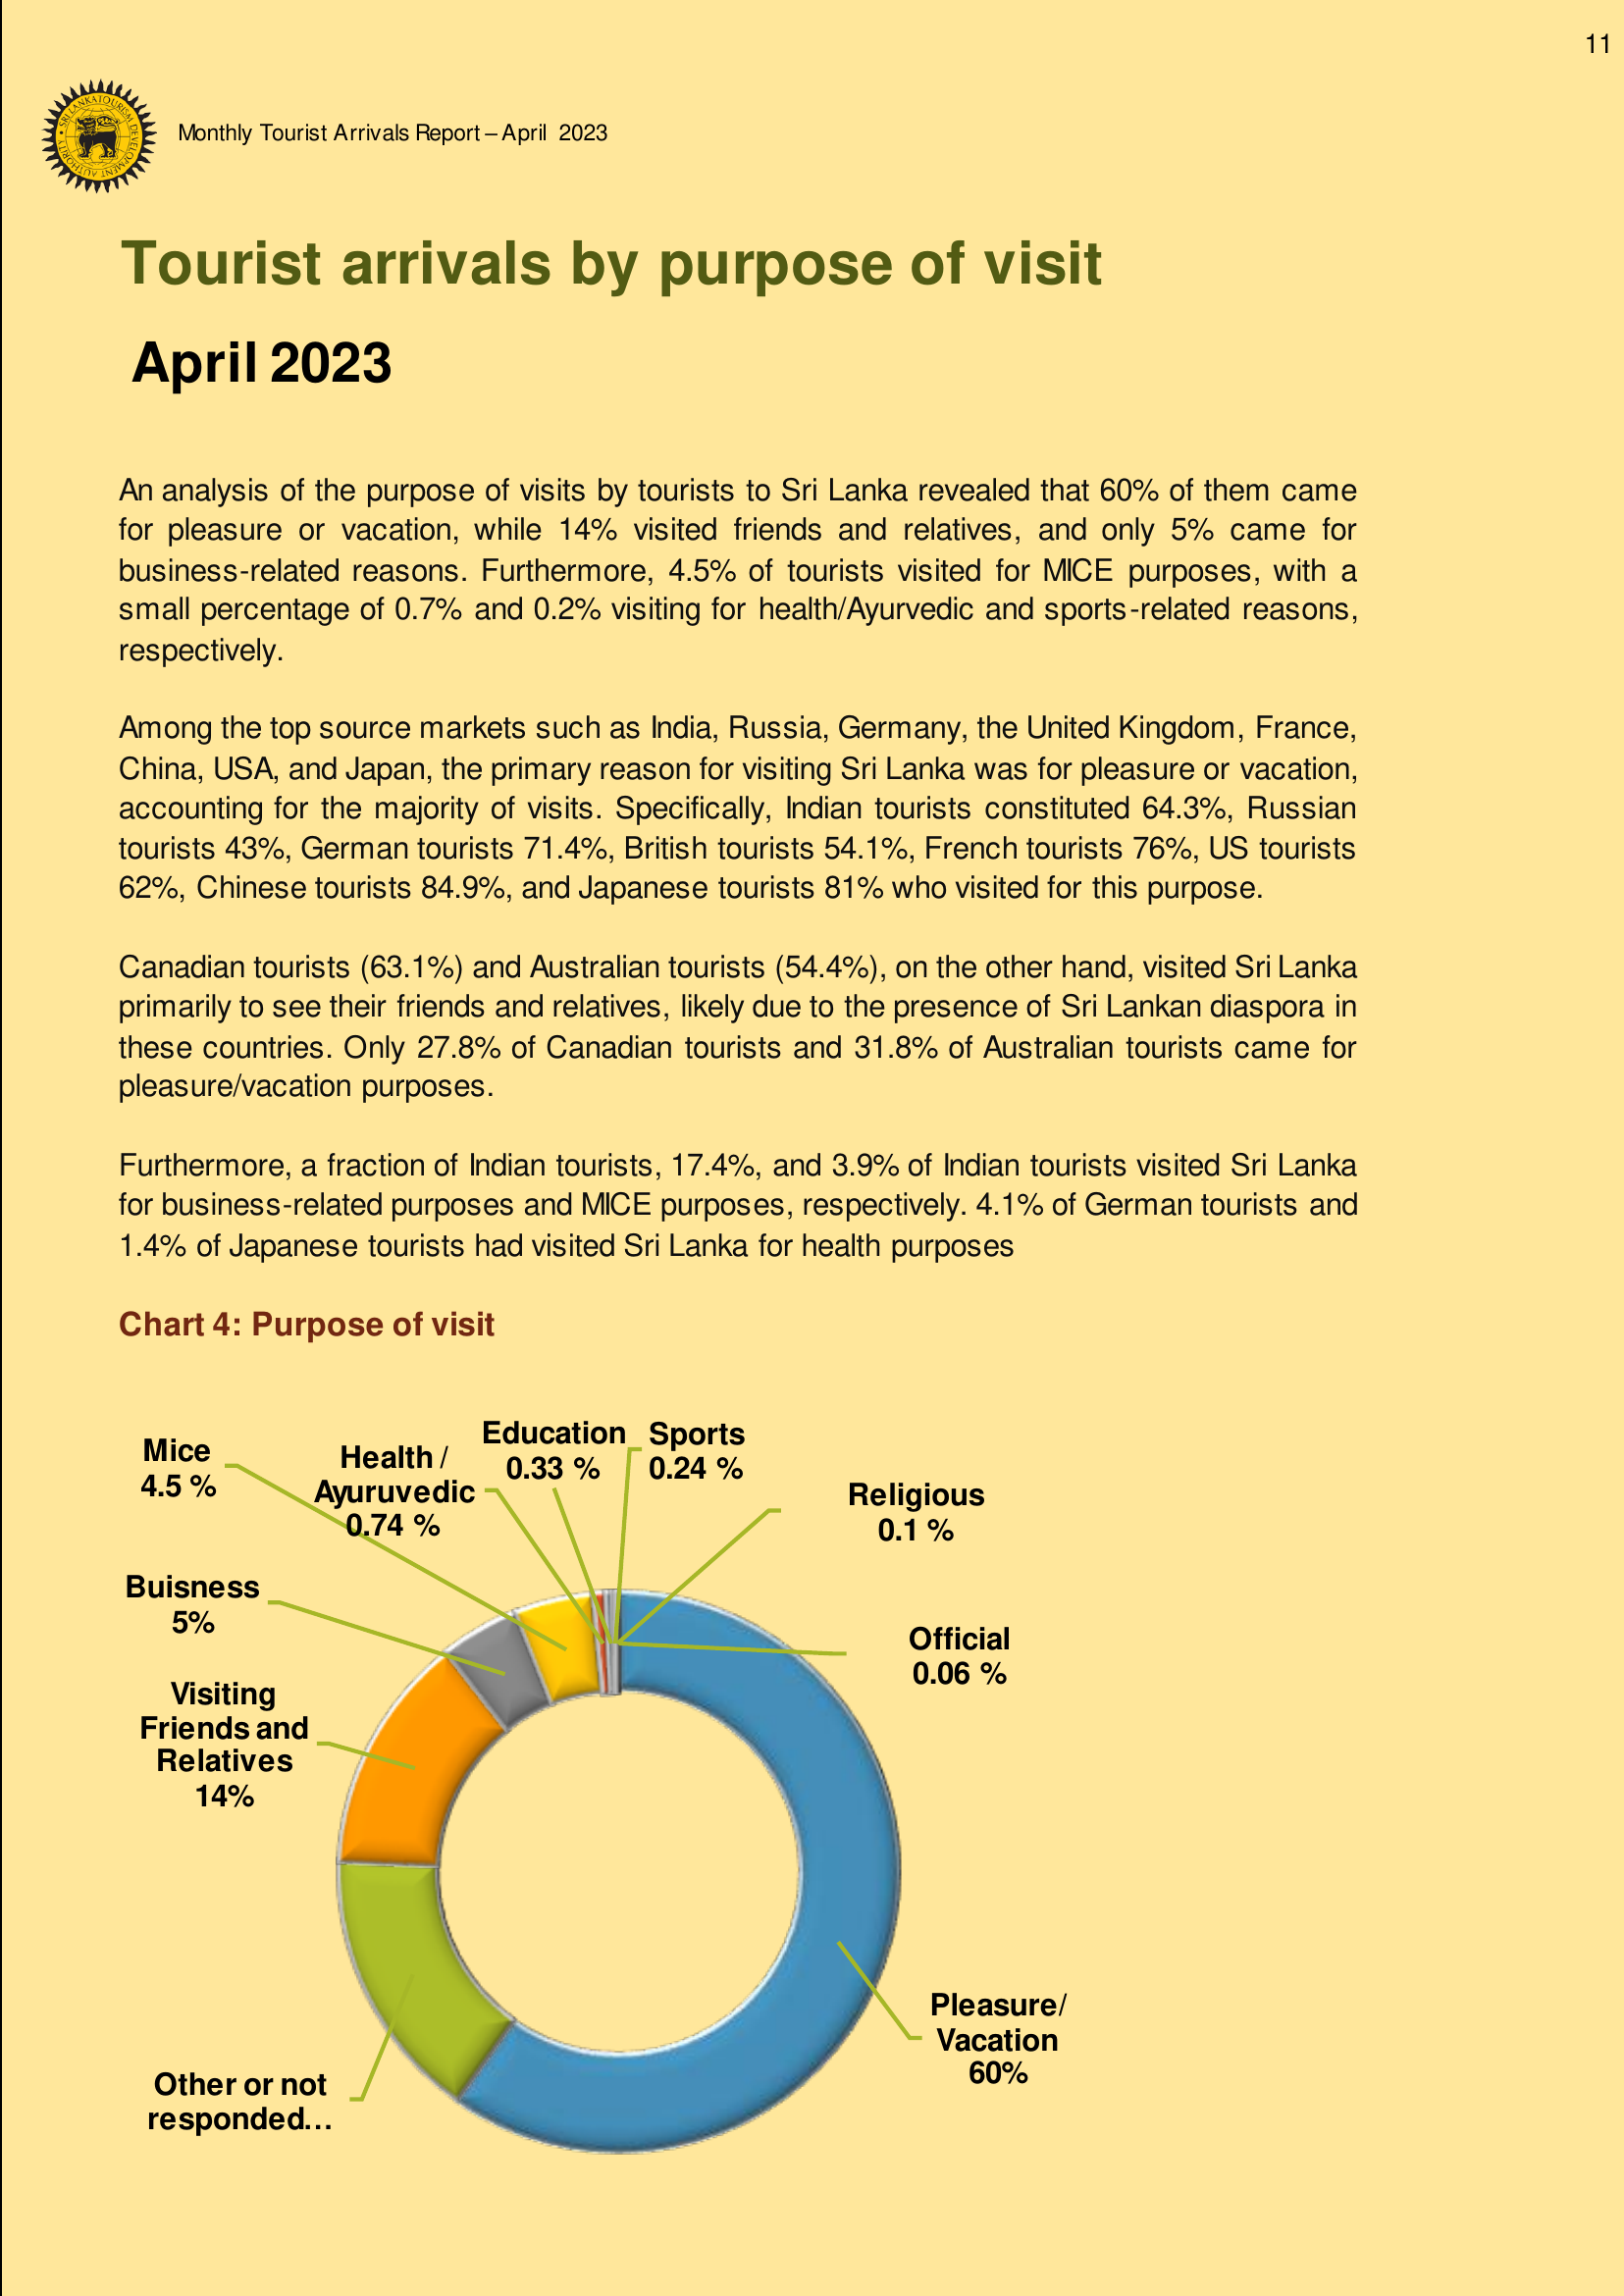 11
SRI LANKA TOURISM DEVELOPMENT AUTHORITY
Monthly Tourist Arrivals Report – April 2023
Tourist arrivals by purpose of visit
April 2023
An analysis of the purpose of visits by tourists to Sri Lanka revealed that 60% of them came
for pleasure or vacation, while 14% visited friends and relatives, and only 5% came for
business-related reasons. Furthermore, 4.5% of tourists visited for MICE purposes, with a
small percentage of 0.7% and 0.2% visiting for health/Ayurvedic and sports-related reasons,
respectively.
Among the top source markets such as India, Russia, Germany, the United Kingdom, France,
China, USA, and Japan, the primary reason for visiting Sri Lanka was for pleasure or vacation,
accounting for the majority of visits. Specifically, Indian tourists constituted 64.3%, Russian
tourists 43%, German tourists 71.4%, British tourists 54.1%, French tourists 76%, US tourists
62%, Chinese tourists 84.9%, and Japanese tourists 81% who visited for this purpose.
Canadian tourists (63.1%) and Australian tourists (54.4%), on the other hand, visited Sri Lanka
primarily to see their friends and relatives, likely due to the presence of Sri Lankan diaspora in
these countries. Only 27.8% of Canadian tourists and 31.8% of Australian tourists came for
pleasure/vacation purposes.
Furthermore, a fraction of Indian tourists, 17.4%, and 3.9% of Indian tourists visited Sri Lanka
for business-related purposes and MICE purposes, respectively. 4.1% of German tourists and
1.4% of Japanese tourists had visited Sri Lanka for health purposes
Chart 4: Purpose of visit
Mice
4.5 %
Health /
Ayuruvedic
0.74 %
Education
0.33 %
Sports
0.24 %
Religious
0.1 %
Buisness
5%
Official
0.06 %
Visiting
Friends and
Relatives
14%
Pleasure/
Vacation
60%
Other or not
responded...